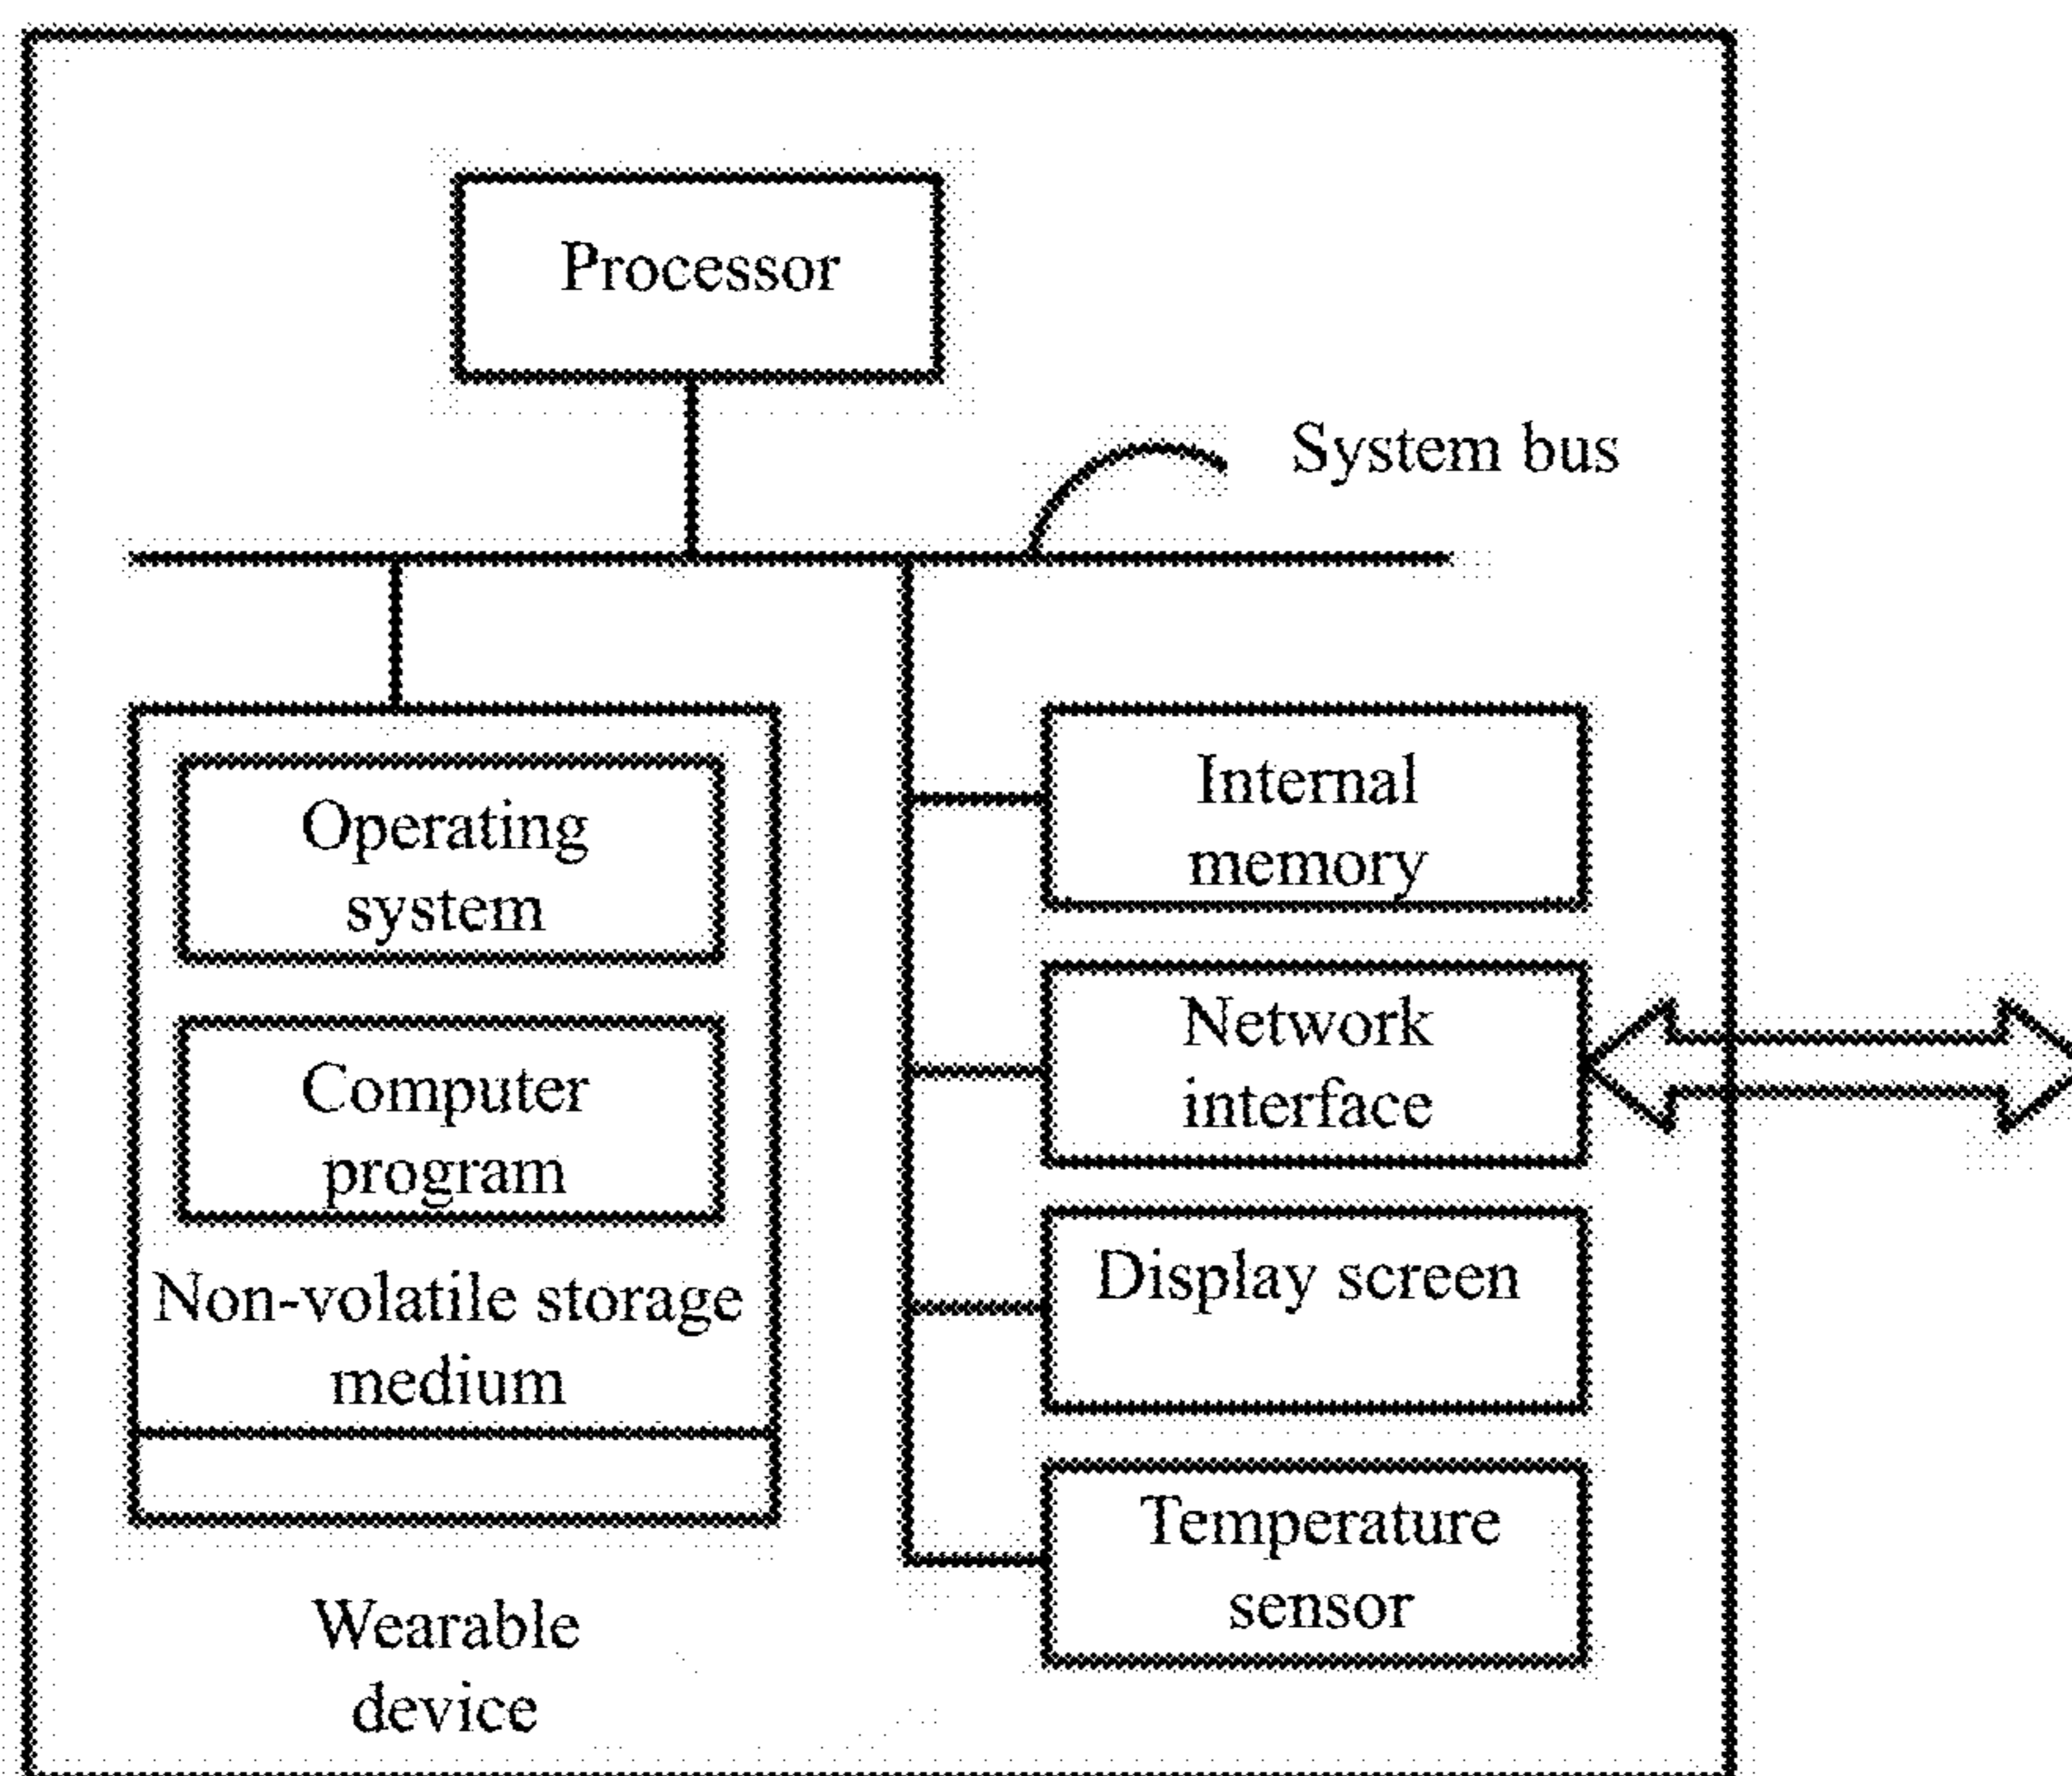 Processor
System bus
Operating
system
Computer
program
Non-volatile storage
medium
Internal
memory
Network
interface
Display screen
Temperature
sensor
Wearable
device